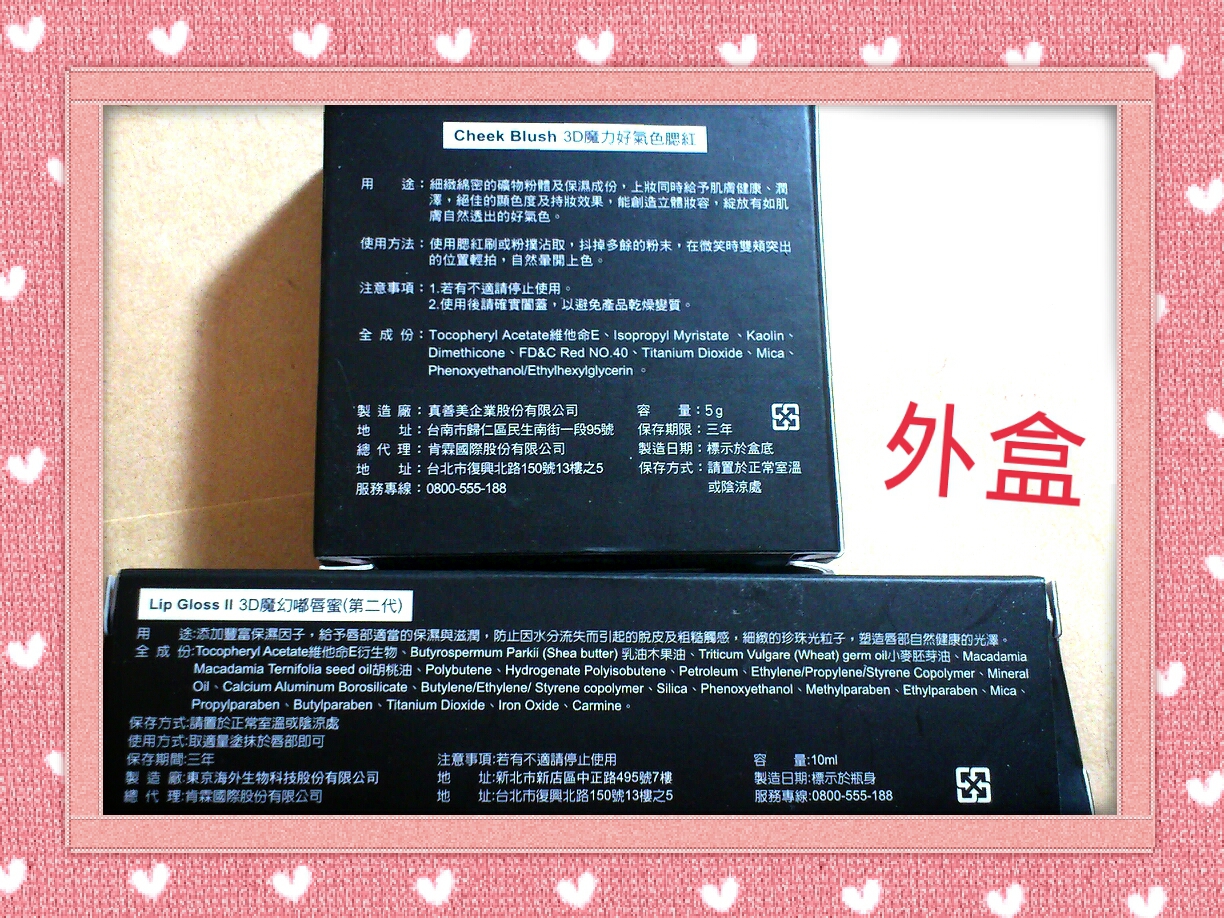 Cheek Blush 3D魔力好氣色腮紅
用 途：細緻綿密的礦物粉體及保濕成份，上妝同時給予肌膚健康、潤
澤，絕佳的顯色度及持妝效果，能創造立體妝容，綻放有如肌
膚自然透出的好氣色。
使用方法：使用腮紅刷或粉撲沾取，抖掉多餘的粉末，在微笑時雙頰突出
的位置輕拍，自然暈開上色。
注意事項：1.若有不適請停止使用。
2.使用後請確實闔蓋，以避免產品乾燥變質。
全成份：Tocopheryl Acetate維他命E、Isopropyl Myristate、Kaolin、
Dimethicone、FD&C Red NO.40、Titanium Dioxide、Mica、
Phenoxyethanol/Ethylhexylglycerin。
製造廠：真善美企業股份有限公司 容 量：5g
地 址：台南市歸仁區民生南街一段95號 保存期限：三年
總代理：肯霖國際股份有限公司 製造日期：標示於盒底
地 址：台北市復興北路150號13樓之5 保存方式：請置於正常室溫
服務專線：0800-555-188 或陰涼處
外盒
Lip Gloss II 3D魔幻嘟唇蜜(第二代)
用 途:添加豐富保濕因子，給予唇部適當的保濕與滋潤，防止因水分流失而引起的脫皮及粗糙觸感，細緻的珍珠光粒子，塑造唇部自然健康的光澤。
全成份:Tocopheryl Acetate維他命E衍生物、Butyrospermum Parkii (Shea butter) 乳油木果油、Triticum Vulgare (Wheat) germ oil小麥胚芽油、Macadamia
Macadamia Ternifolia seed oil胡桃油、Polybutene、Hydrogenate Polyisobutene、Petroleum、Ethylene/Propylene/Styrene Copolymer、Mineral
Oil、Calcium Aluminum Borosilicate、Butylene/Ethylene/ Styrene copolymer、Silica、Phenoxyethanol、Methylparaben、Ethylparaben、Mica、
Propylparaben、Butylparaben、Titanium Dioxide、Iron Oxide、Carmine。
保存方式:請置於正常室溫或陰涼處
使用方式:取適量塗抹於唇部即可
保存期間:三年 注意事項:若有不適請停止使用 容 量:10ml
製造廠:東京海外生物科技股份有限公司 地 址:新北市新店區中正路495號7樓 製造日期:標示於瓶身
總代理:肯霖國際股份有限公司 地 址:台北市復興北路150號13樓之5 服務專線:0800-555-188